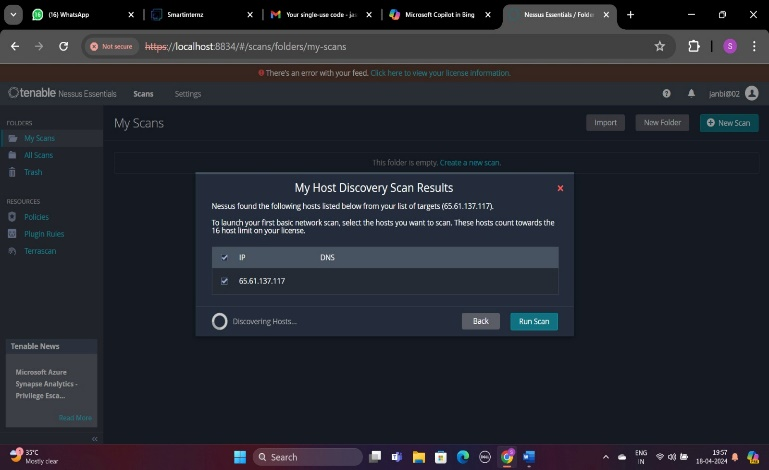 (16) WhatsApp
Smartinternz
Your single-use code - ja
Microsoft Copilot in Bing
Nessus Essentials / Folde
Not secure
https://localhost:8834/#/scans/folders/my-scans
S
There's an error with your feed. Click here to view your license information.
tenable Nessus Essentials
Scans
Settings
janbi@02
FOLDERS
My Scans
All Scans
Trash
RESOURCES
Policies
Plugin Rules
Terrascan
My Scans
Import
New Folder
New Scan
This folder is empty. Create a new scan.
My Host Discovery Scan Results
Nessus found the following hosts listed below from your list of targets (65.61.137.117).
To launch your first basic network scan, select the hosts you want to scan. These hosts count towards the
16 host limit on your license.
IP DNS
65.61.137.117
Discovering Hosts...
Back
Run Scan
Tenable News
Microsoft Azure
Synapse Analytics -
Privilege Esca...
Read More
35°C
Mostly clear
Search
ENG
IN
19:57
18-04-2024